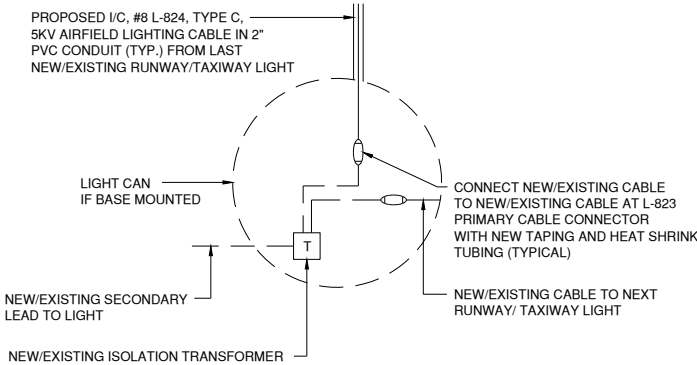 PROPOSED I/C, #8 L-824, TYPE C,
5KV AIRFIELD LIGHTING CABLE IN 2"
PVC CONDUIT (TYP.) FROM LAST
NEW/EXISTING RUNWAY/TAXIWAY LIGHT
LIGHT CAN
IF BASE MOUNTED
CONNECT NEW/EXISTING CABLE
TO NEW/EXISTING CABLE AT L-823
PRIMARY CABLE CONNECTOR
WITH NEW TAPING AND HEAT SHRINK
TUBING (TYPICAL)
T
NEW/EXISTING SECONDARY
LEAD TO LIGHT
NEW/EXISTING CABLE TO NEXT
RUNWAY/ TAXIWAY LIGHT
NEW/EXISTING ISOLATION TRANSFORMER